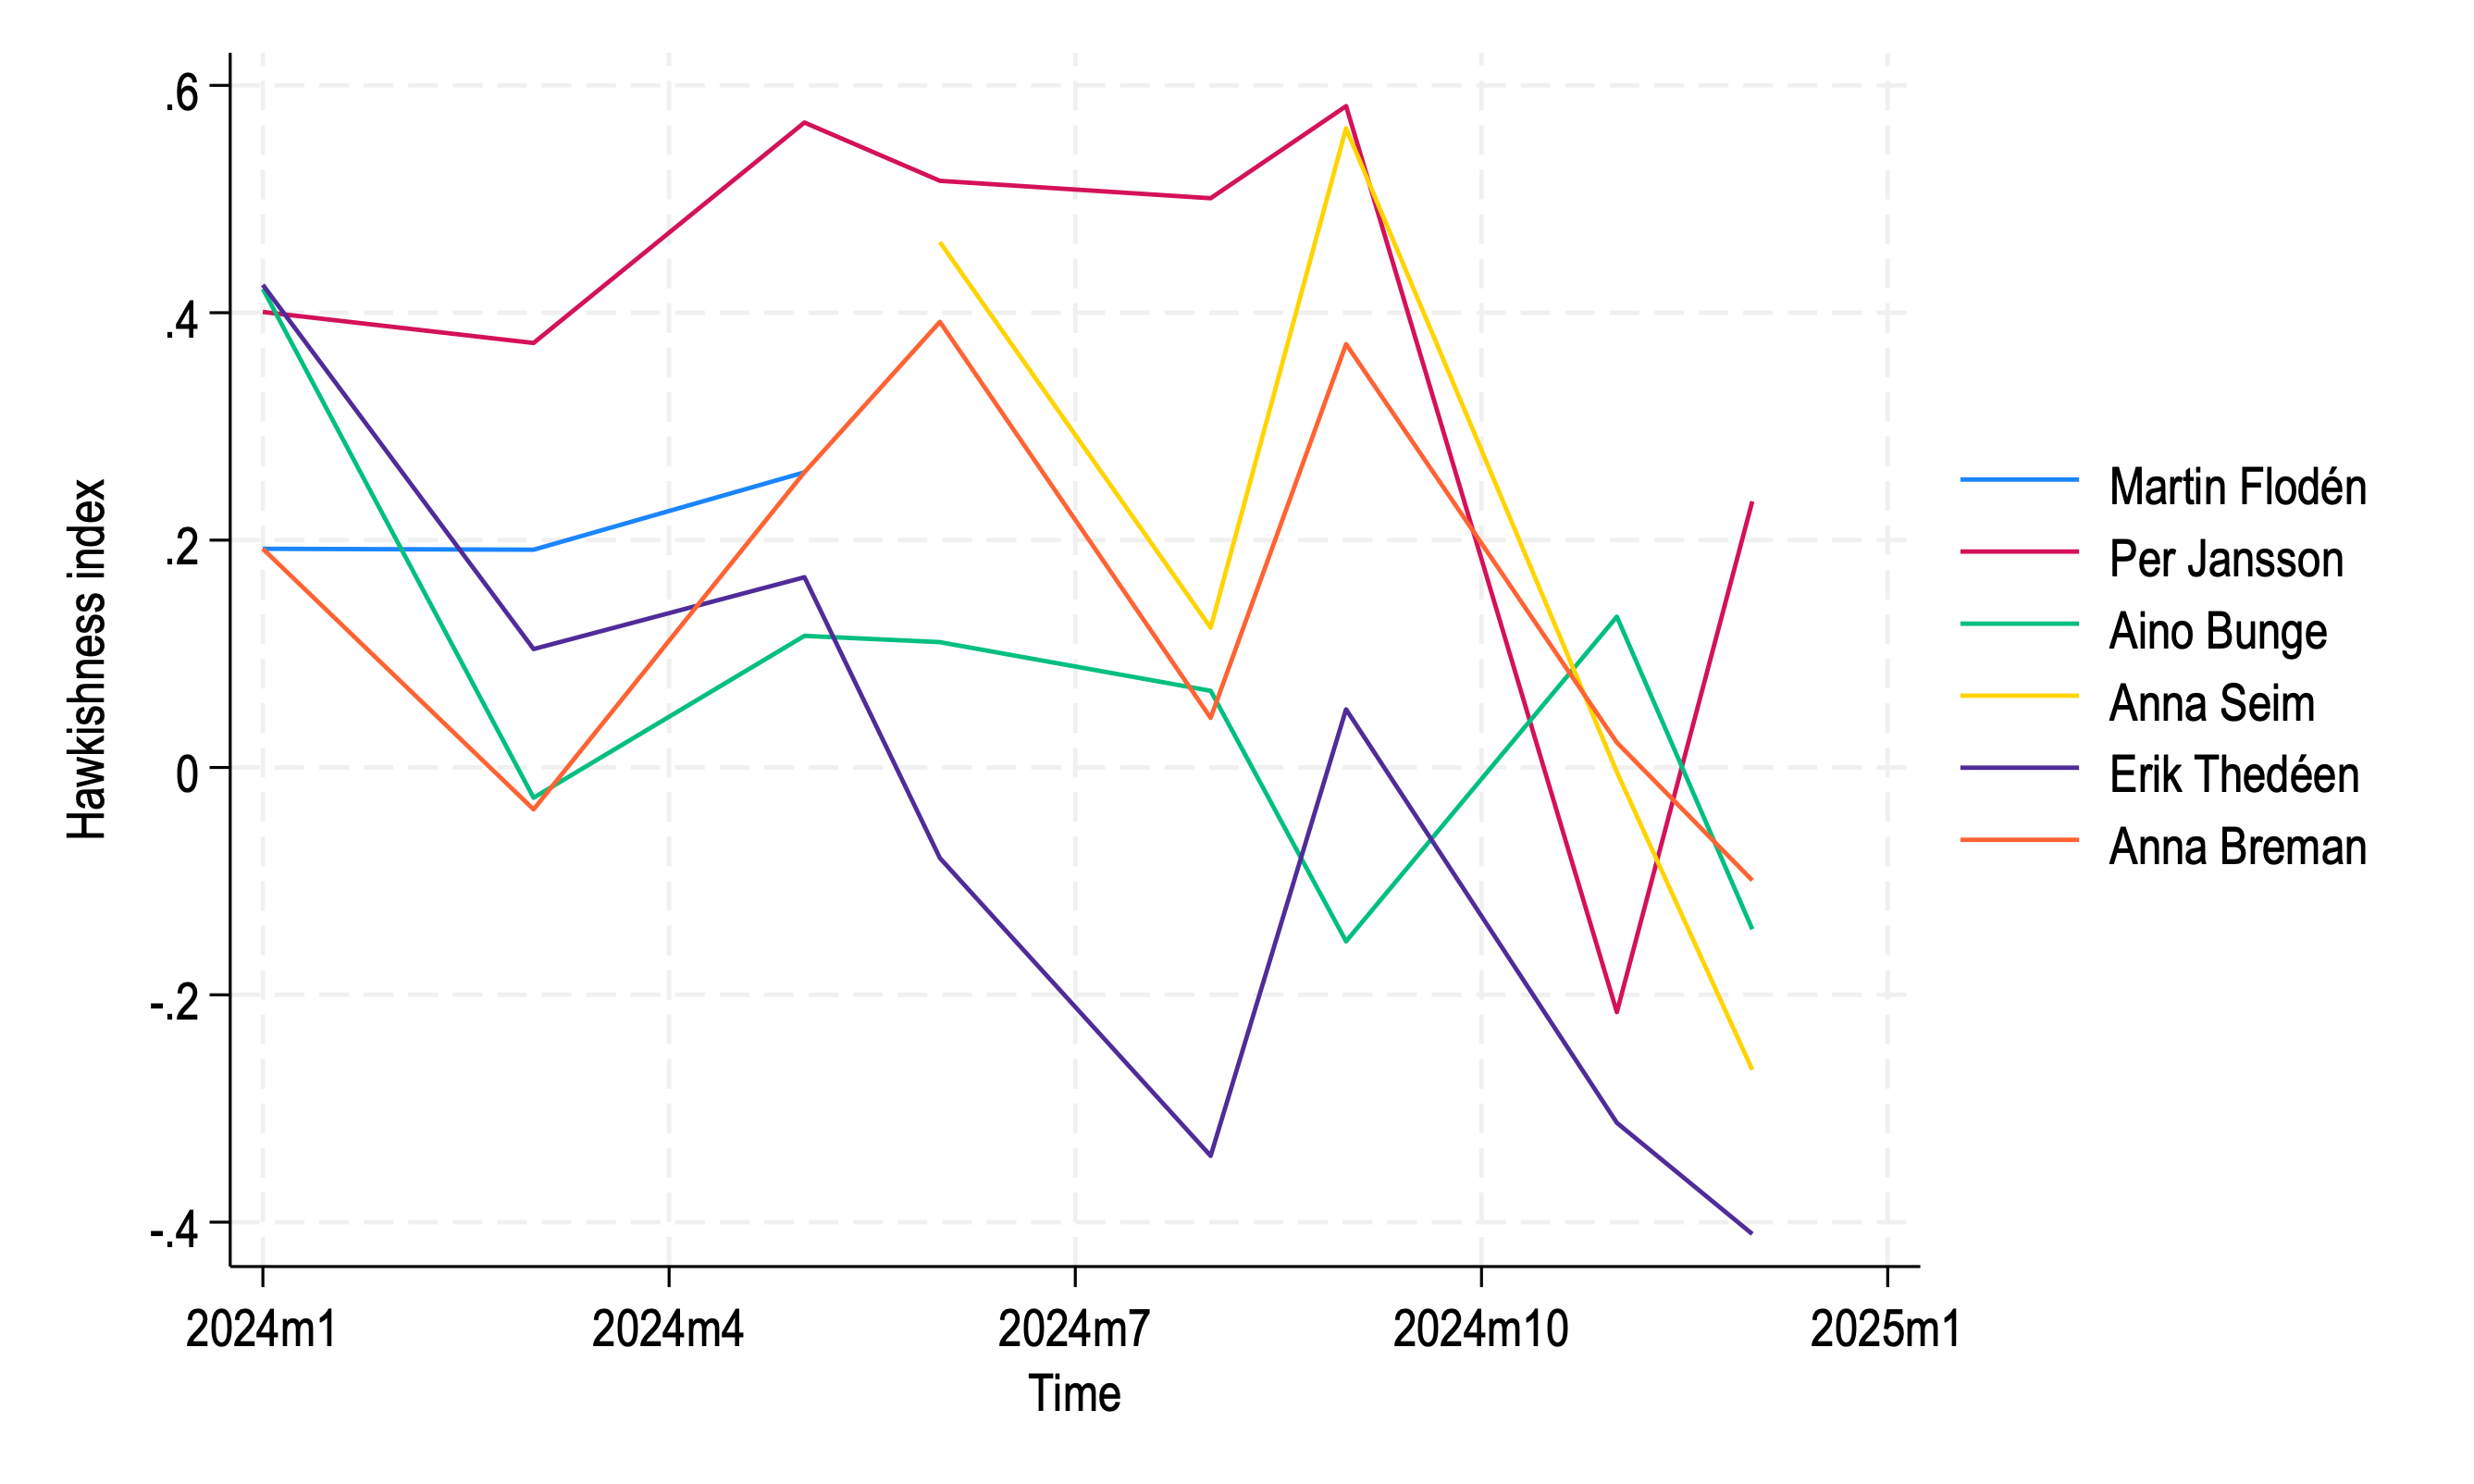 Hawkishness index
.6
.4
.2
0
-.2
-.4
2024m1
2024m4
2024m7
2024m10
2025m1
Time
Martin Flodén
Per Jansson
Aino Bunge
Anna Seim
Erik Thedéen
Anna Breman